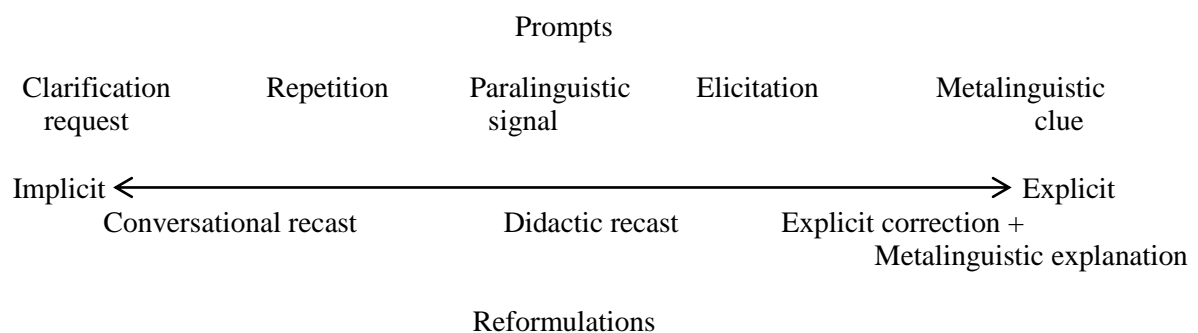 Prompts
Clarification request
Repetition
Paralinguistic signal
Elicitation
Metalinguistic clue
Implicit
Explicit
Conversational recast
Didactic recast
Explicit correction +
Metalinguistic explanation
Reformulations